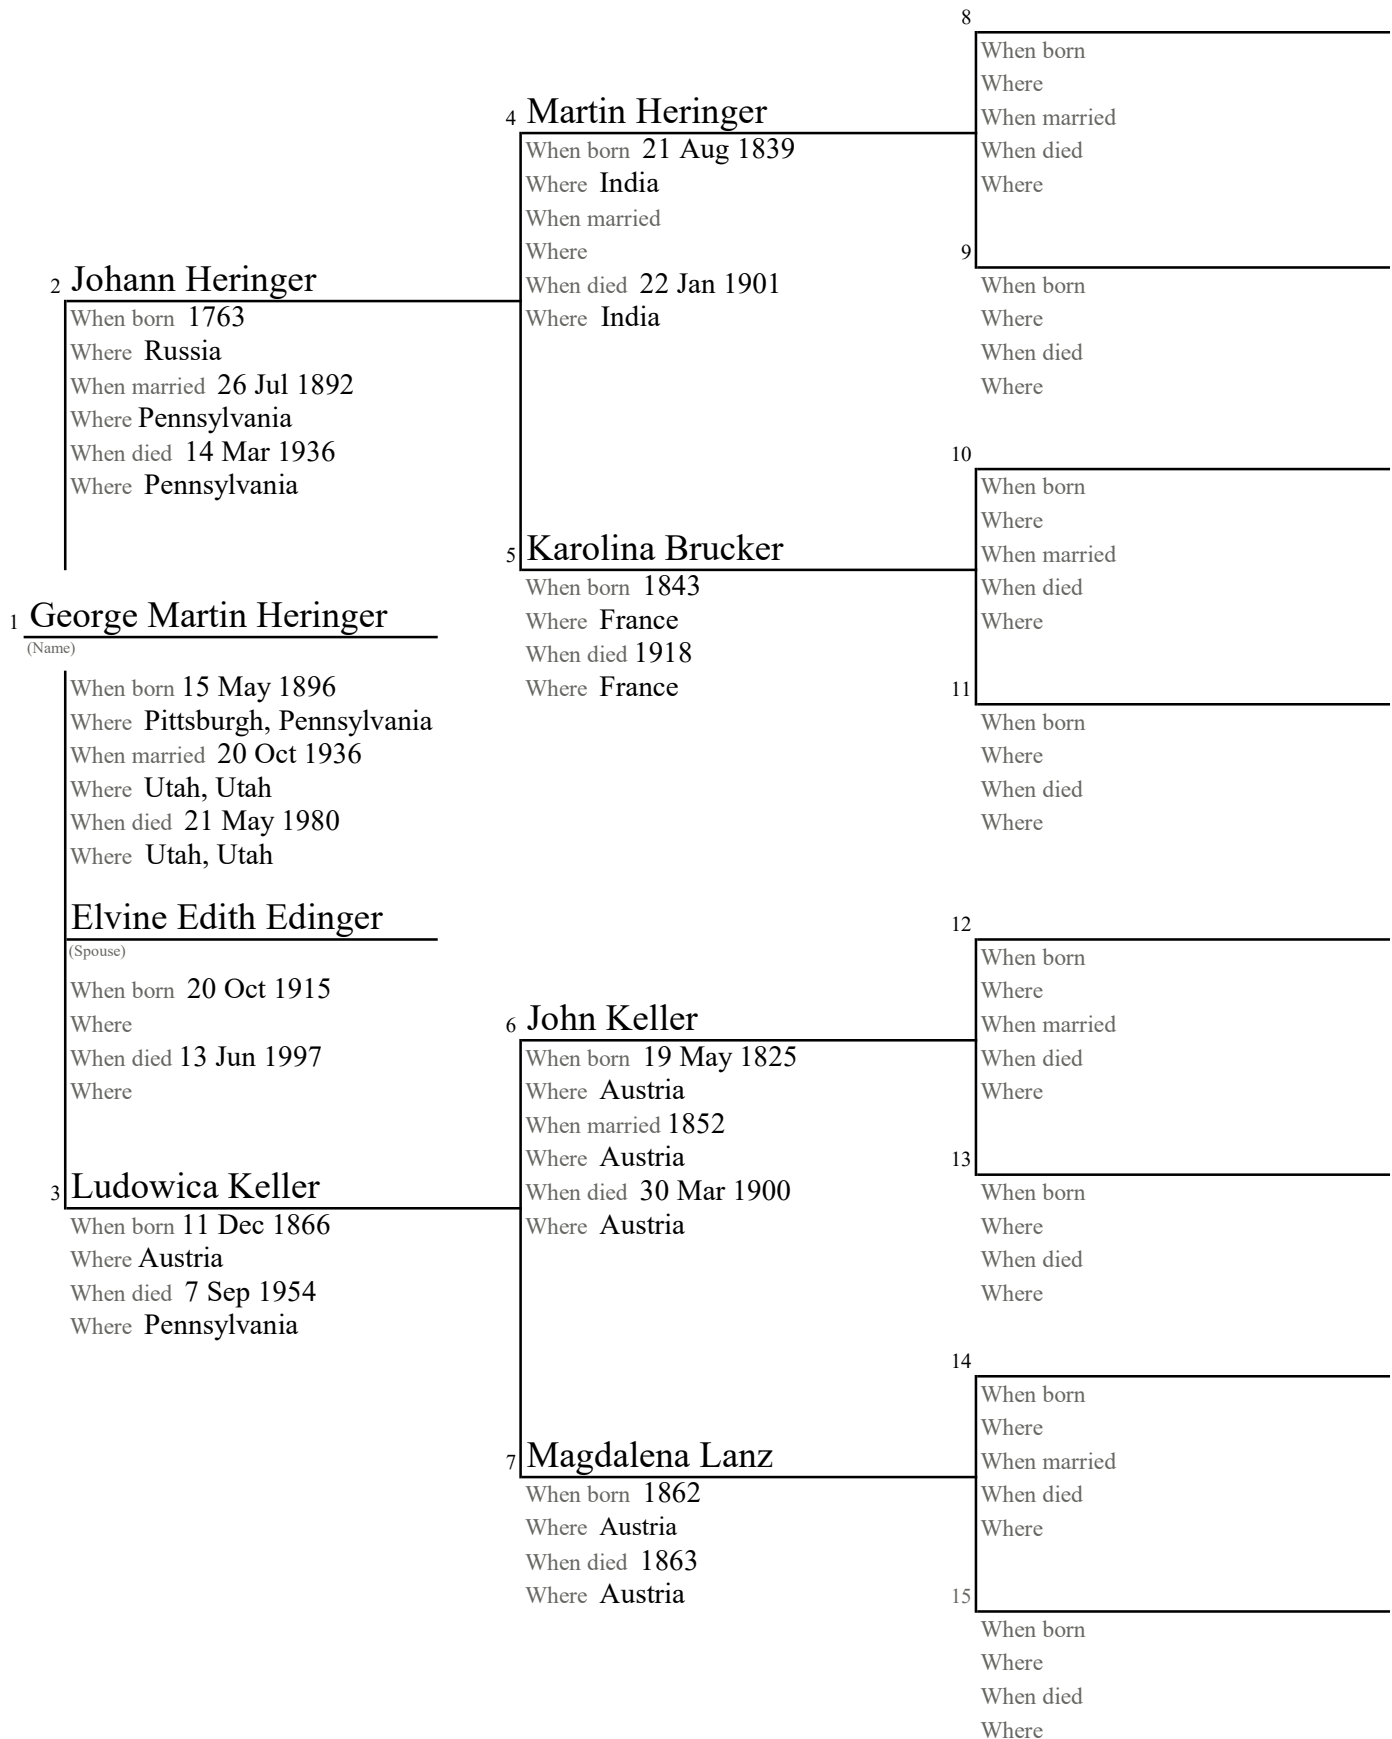 1 George Martin Heringer
(Name)
When born 15 May 1896
Where Pittsburgh, Pennsylvania
When married 20 Oct 1936
Where Utah, Utah
When died 21 May 1980
Where Utah, Utah
Elvine Edith Edinger
(Spouse)
When born 20 Oct 1915
Where
When died 13 Jun 1997
Where
2 Johann Heringer
When born 1763
Where Russia
When married 26 Jul 1892
Where Pennsylvania
When died 14 Mar 1936
Where Pennsylvania
3 Ludowica Keller
When born 11 Dec 1866
Where Austria
When died 7 Sep 1954
Where Pennsylvania
4 Martin Heringer
When born 21 Aug 1839
Where India
When married
Where
When died 22 Jan 1901
Where India
5 Karolina Brucker
When born 1843
Where France
When died 1918
Where France
6 John Keller
When born 19 May 1825
Where Austria
When married 1852
Where Austria
When died 30 Mar 1900
Where Austria
7 Magdalena Lanz
When born 1862
Where Austria
When died 1863
Where Austria
8
When born
Where
When married
When died
Where
9
When born
Where
When died
Where
10
When born
Where
When married
When died
Where
11
When born
Where
When died
Where
12
When born
Where
When married
When died
Where
13
When born
Where
When died
Where
14
When born
Where
When married
When died
Where
15
When born
Where
When died
Where